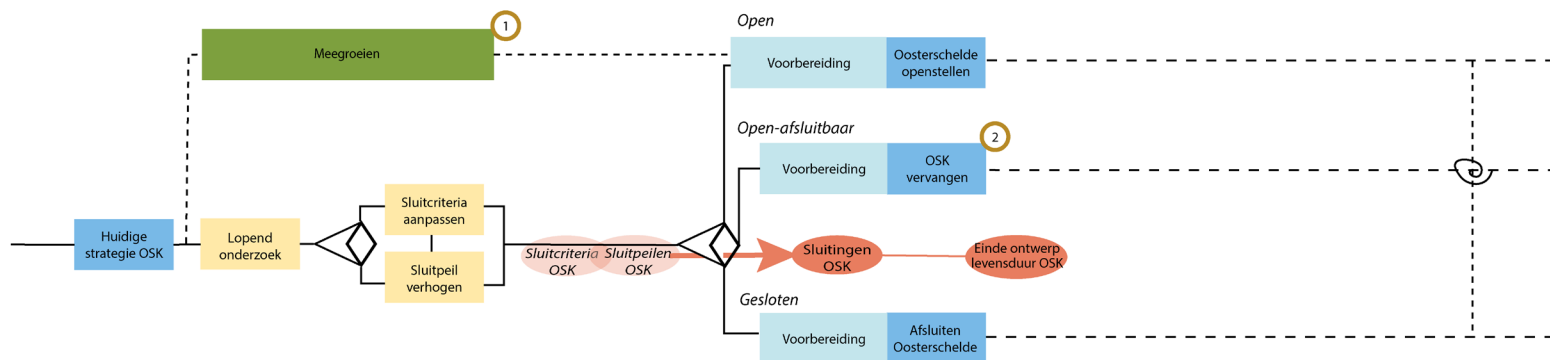 Open
1
Meegroeien
Voorbereiding
Oosterschelde
openstellen
Open-afsluitbaar
2
Voorbereiding
OSK
vervangen
Huidige
strategie OSK
Lopend
onderzoek
Sluitcriteria
aanpassen
Sluitpeil
verhogen
Sluitcriteria
OSK
Sluitpeilen
OSK
Sluitingen
OSK
Einde ontwerp
levensduur OSK
Gesloten
Voorbereiding
Afsluiten
Oosterschelde